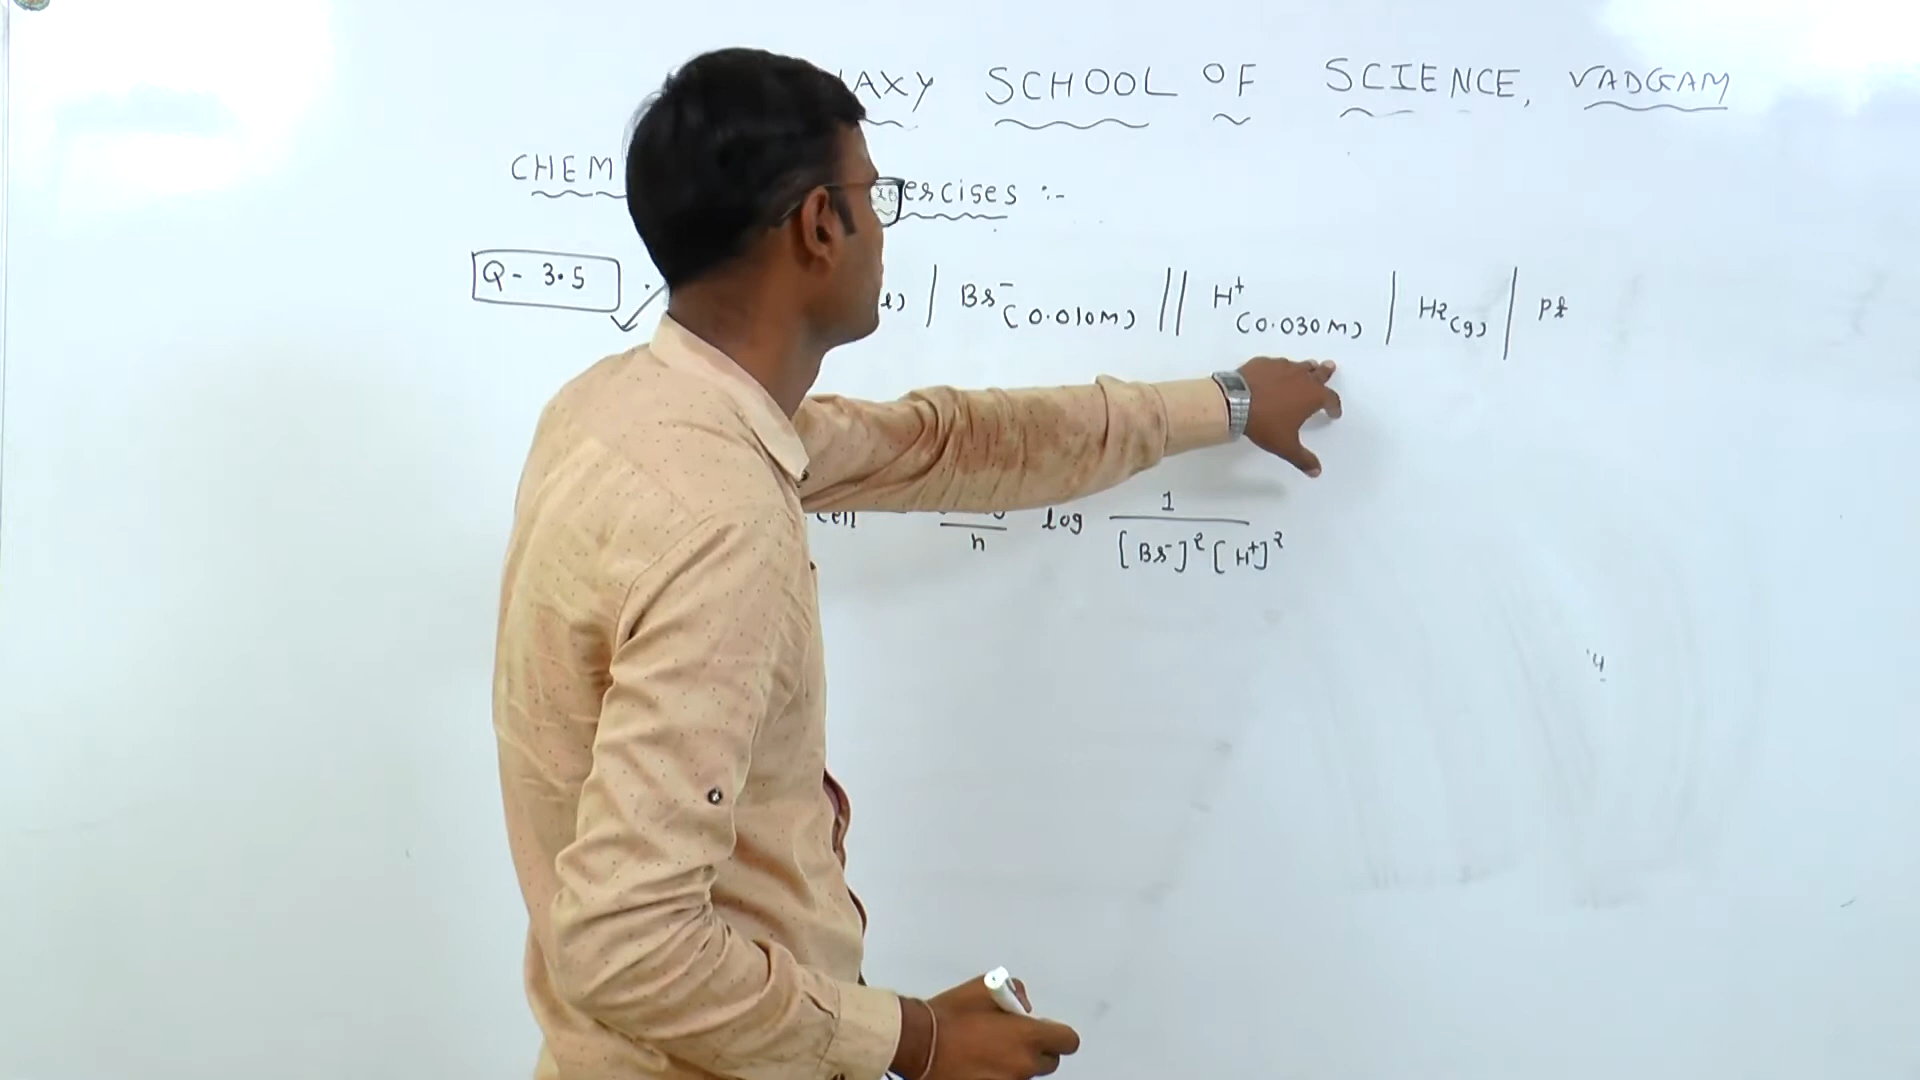 AXY SCHOOL OF SCIENCE, VADGAM
CHEM ercises :-
Q - 3.5 l) | Br⁻ (0.010M) || H⁺ (0.030M) | H2(g) | Pt
cell n log 1 / [Br⁻]² [H⁺]²